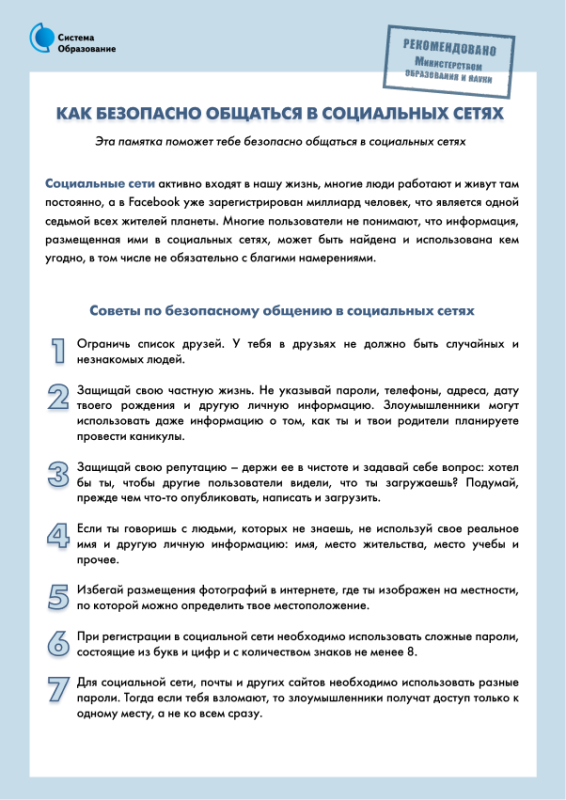 Система
Образование
РЕКОМЕНДОВАНО
Министерством
образования и науки
КАК БЕЗОПАСНО ОБЩАТЬСЯ В СОЦИАЛЬНЫХ СЕТЯХ
Эта памятка поможет тебе безопасно общаться в социальных сетях
Социальные сети активно входят в нашу жизнь, многие люди работают и живут там
постоянно, а в Facebook уже зарегистрирован миллиард человек, что является одной
седьмой всех жителей планеты. Многие пользователи не понимают, что информация,
размещенная ими в социальных сетях, может быть найдена и использована кем
угодно, в том числе не обязательно с благими намерениями.
Советы по безопасному общению в социальных сетях
1 Ограничь список друзей. У тебя в друзьях не должно быть случайных и
незнакомых людей.
2 Защищай свою частную жизнь. Не указывай пароли, телефоны, адреса, дату
твоего рождения и другую личную информацию. Злоумышленники могут
использовать даже информацию о том, как ты и твои родители планируете
провести каникулы.
3 Защищай свою репутацию – держи ее в чистоте и задавай себе вопрос: хотел
бы ты, чтобы другие пользователи видели, что ты загружаешь? Подумай,
прежде чем что-то опубликовать, написать и загрузить.
4 Если ты говоришь с людьми, которых не знаешь, не используй свое реальное
имя и другую личную информацию: имя, место жительства, место учебы и
прочее.
5 Избегай размещения фотографий в интернете, где ты изображен на местности,
по которой можно определить твое местоположение.
6 При регистрации в социальной сети необходимо использовать сложные пароли,
состоящие из букв и цифр и с количеством знаков не менее 8.
7 Для социальной сети, почты и других сайтов необходимо использовать разные
пароли. Тогда если тебя взломают, то злоумышленники получат доступ только к
одному месту, а не ко всем сразу.